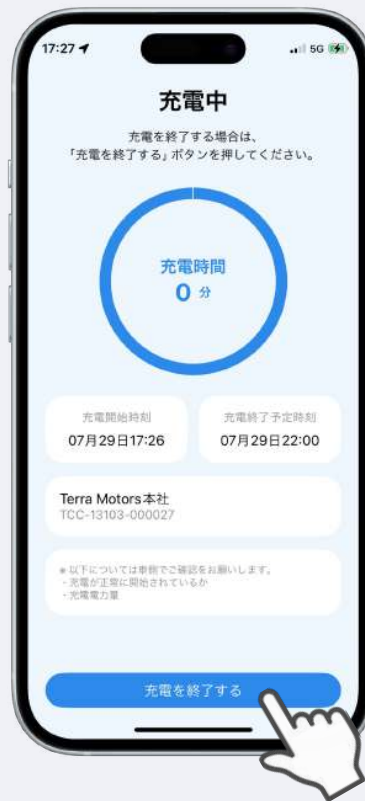 17:27
5G
充電中
充電を終了する場合は、
「充電を終了する」ボタンを押してください。
充電時間
0 分
充電開始時刻
07月29日17:26
充電終了予定時刻
07月29日22:00
Terra Motors本社
TCC-13103-000027
※以下については車側でご確認をお願いします。
・充電が正常に開始されているか
・充電電力量
充電を終了する